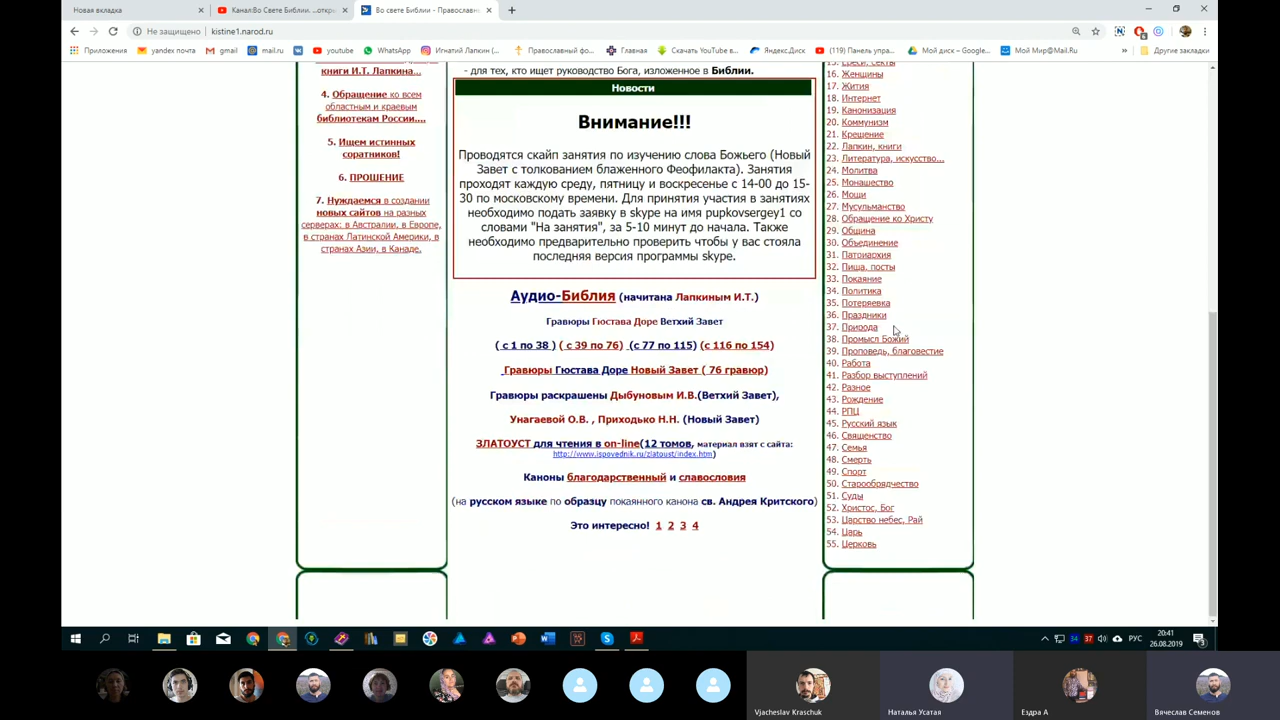 Новая вкладка
Канал:Во Свете Библии. ...откри
Во свете Библии - Православны
Не защищено
kistine1.narod.ru
Приложения
yandex почта
gmail
mail.ru
youtube
WhatsApp
Игнатий Лапкин (...
Православный фо...
Главная
Скачать YouTube в...
Яндекс.Диск
(119) Панель упра...
Мой диск – Google...
Мой Мир@Mail.Ru
»
Другие закладки
книги И.Т. Лапкина...
4. Обращение ко всем
областным и краевым
библиотекам России....
5. Ищем истинных
соратников!
6. ПРОШЕНИЕ
7. Нуждаемся в создании
новых сайтов на разных
серверах: в Австралии, в Европе,
в странах Латинской Америки, в
странах Азии, в Канаде.
- для тех, кто ищет руководство Бога, изложенное в Библии.
Новости
Внимание!!!
Проводятся скайп занятия по изучению слова Божьего (Новый
Завет с толкованием блаженного Феофилакта). Занятия
проходят каждую среду, пятницу и воскресенье с 14-00 до 15-
30 по московскому времени. Для принятия участия в занятиях
необходимо подать заявку в skype на имя pupkovsergey1 со
словами "На занятия", за 5-10 минут до начала. Также
необходимо предварительно проверить чтобы у вас стояла
последняя версия программы skype.
Аудио-Библия (начитана Лапкиным И.Т.)
Гравюры Гюстава Доре Ветхий Завет
( с 1 по 38 ) ( с 39 по 76) (с 77 по 115) (с 116 по 154)
Гравюры Гюстава Доре Новый Завет ( 76 гравюр)
Гравюры раскрашены Дыбуновым И.В.(Ветхий Завет),
Унагаевой О.В. , Приходько Н.Н. (Новый Завет)
ЗЛАТОУСТ для чтения в on-line(12 томов, материал взят с сайта:
http://www.ispovednik.ru/zlatoust/index.htm)
Каноны благодарственный и славословия
(на русском языке по образцу покаянного канона св. Андрея Критского)
Это интересно! 1 2 3 4
15. Ереси, секты
16. Женщины
17. Жития
18. Интернет
19. Канонизация
20. Коммунизм
21. Крещение
22. Лапкин, книги
23. Литература, искусство...
24. Молитва
25. Монашество
26. Мощи
27. Мусульманство
28. Обращение ко Христу
29. Община
30. Объединение
31. Патриархия
32. Пища, посты
33. Покаяние
34. Политика
35. Потеряевка
36. Праздники
37. Природа
38. Промысл Божий
39. Проповедь, благовестие
40. Работа
41. Разбор выступлений
42. Разное
43. Рождение
44. РПЦ
45. Русский язык
46. Священство
47. Семья
48. Смерть
49. Спорт
50. Старообрядчество
51. Суды
52. Христос, Бог
53. Царство небес, Рай
54. Царь
55. Церковь
34
37
РУС
20:41
26.08.2019
3
Vjacheslav Kraschuk
Наталья Усатая
Ездра А
Вячеслав Семенов